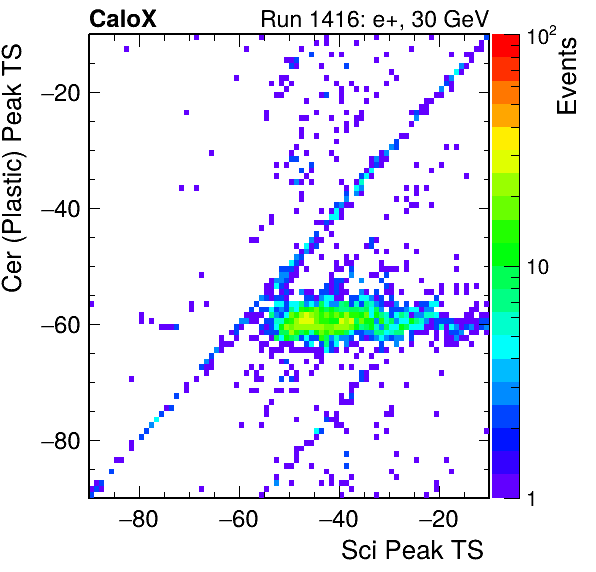 CaloX Run 1416: e+, 30 GeV
Cer (Plastic) Peak TS
−20
−40
−60
−80
−80 −60 −40 −20
Sci Peak TS
10²
10
1
Events